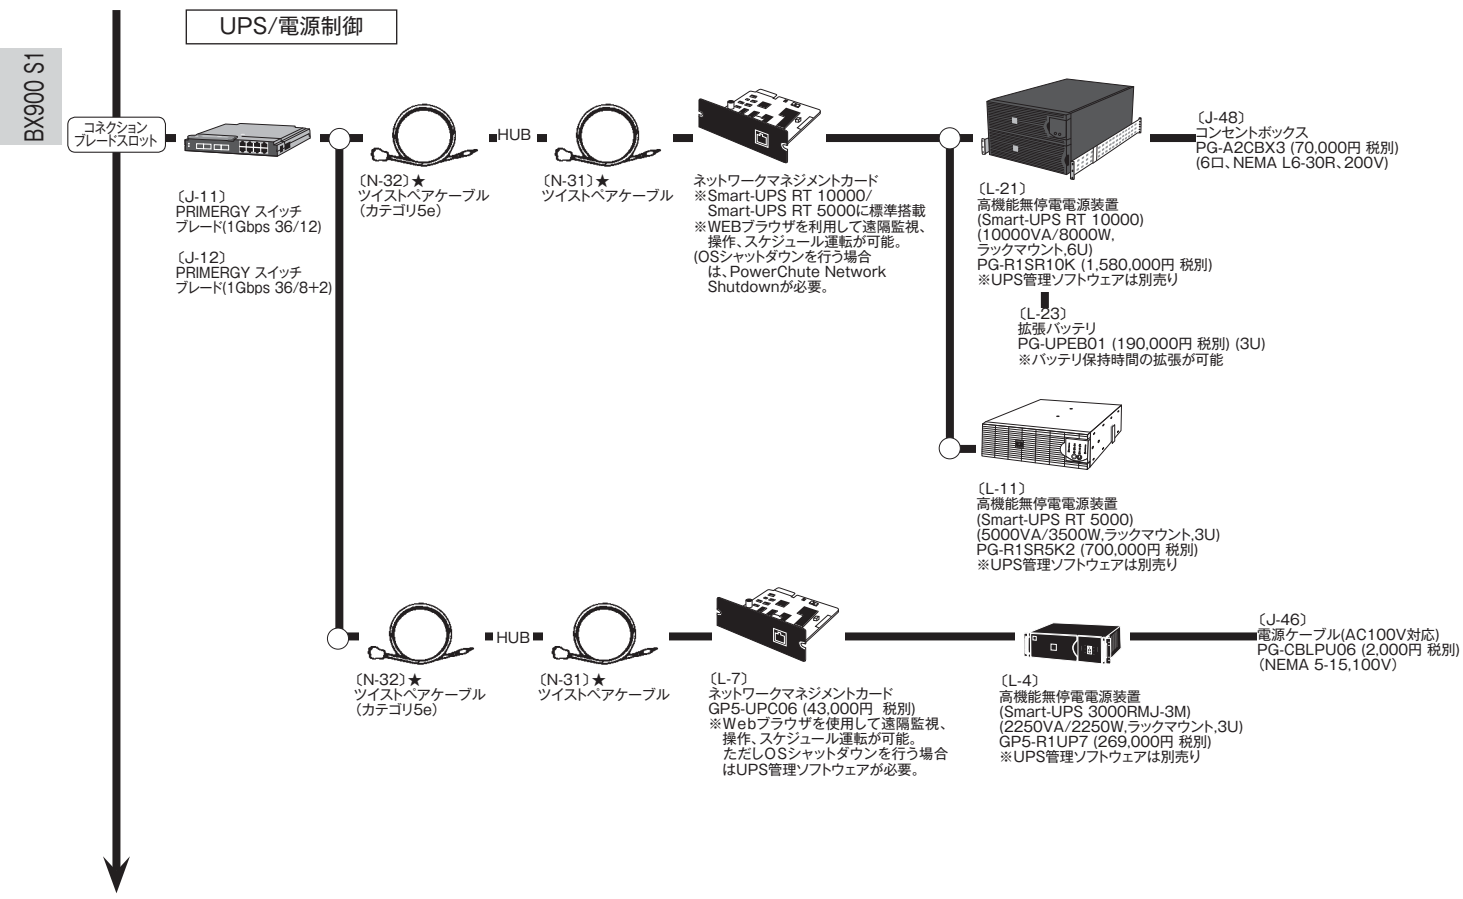 UPS/電源制御
BX900 S1
コネクション
ブレードスロット
〔J-11〕
PRIMERGY スイッチ
ブレード(1Gbps 36/12)
〔J-12〕
PRIMERGY スイッチ
ブレード(1Gbps 36/8+2)
〔N-32〕★
ツイストペアケーブル
（カテゴリ5e）
HUB
〔N-31〕★
ツイストペアケーブル
ネットワークマネジメントカード
※Smart-UPS RT 10000/
Smart-UPS RT 5000に標準搭載
※WEBブラウザを利用して遠隔監視、
操作、スケジュール運転が可能。
(OSシャットダウンを行う場合
は、PowerChute Network
Shutdownが必要。
〔L-21〕
高機能無停電電源装置
(Smart-UPS RT 10000)
(10000VA/8000W,
ラックマウント,6U)
PG-R1SR10K (1,580,000円 税別)
※UPS管理ソフトウェアは別売り
〔J-48〕
コンセントボックス
PG-A2CBX3 (70,000円 税別)
(6口、NEMA L6-30R、200V)
〔L-23〕
拡張バッテリ
PG-UPEB01 (190,000円 税別) (3U)
※バッテリ保持時間の拡張が可能
〔L-11〕
高機能無停電電源装置
(Smart-UPS RT 5000)
(5000VA/3500W,ラックマウント,3U)
PG-R1SR5K2 (700,000円 税別)
※UPS管理ソフトウェアは別売り
〔N-32〕★
ツイストペアケーブル
（カテゴリ5e）
HUB
〔N-31〕★
ツイストペアケーブル
〔L-7〕
ネットワークマネジメントカード
GP5-UPC06 (43,000円 税別)
※Webブラウザを使用して遠隔監視、
操作、スケジュール運転が可能。
ただしOSシャットダウンを行う場合
はUPS管理ソフトウェアが必要。
〔L-4〕
高機能無停電電源装置
(Smart-UPS 3000RMJ-3M)
(2250VA/2250W,ラックマウント,3U)
GP5-R1UP7 (269,000円 税別)
※UPS管理ソフトウェアは別売り
〔J-46〕
電源ケーブル(AC100V対応)
PG-CBLPU06 (2,000円 税別)
（NEMA 5-15,100V）